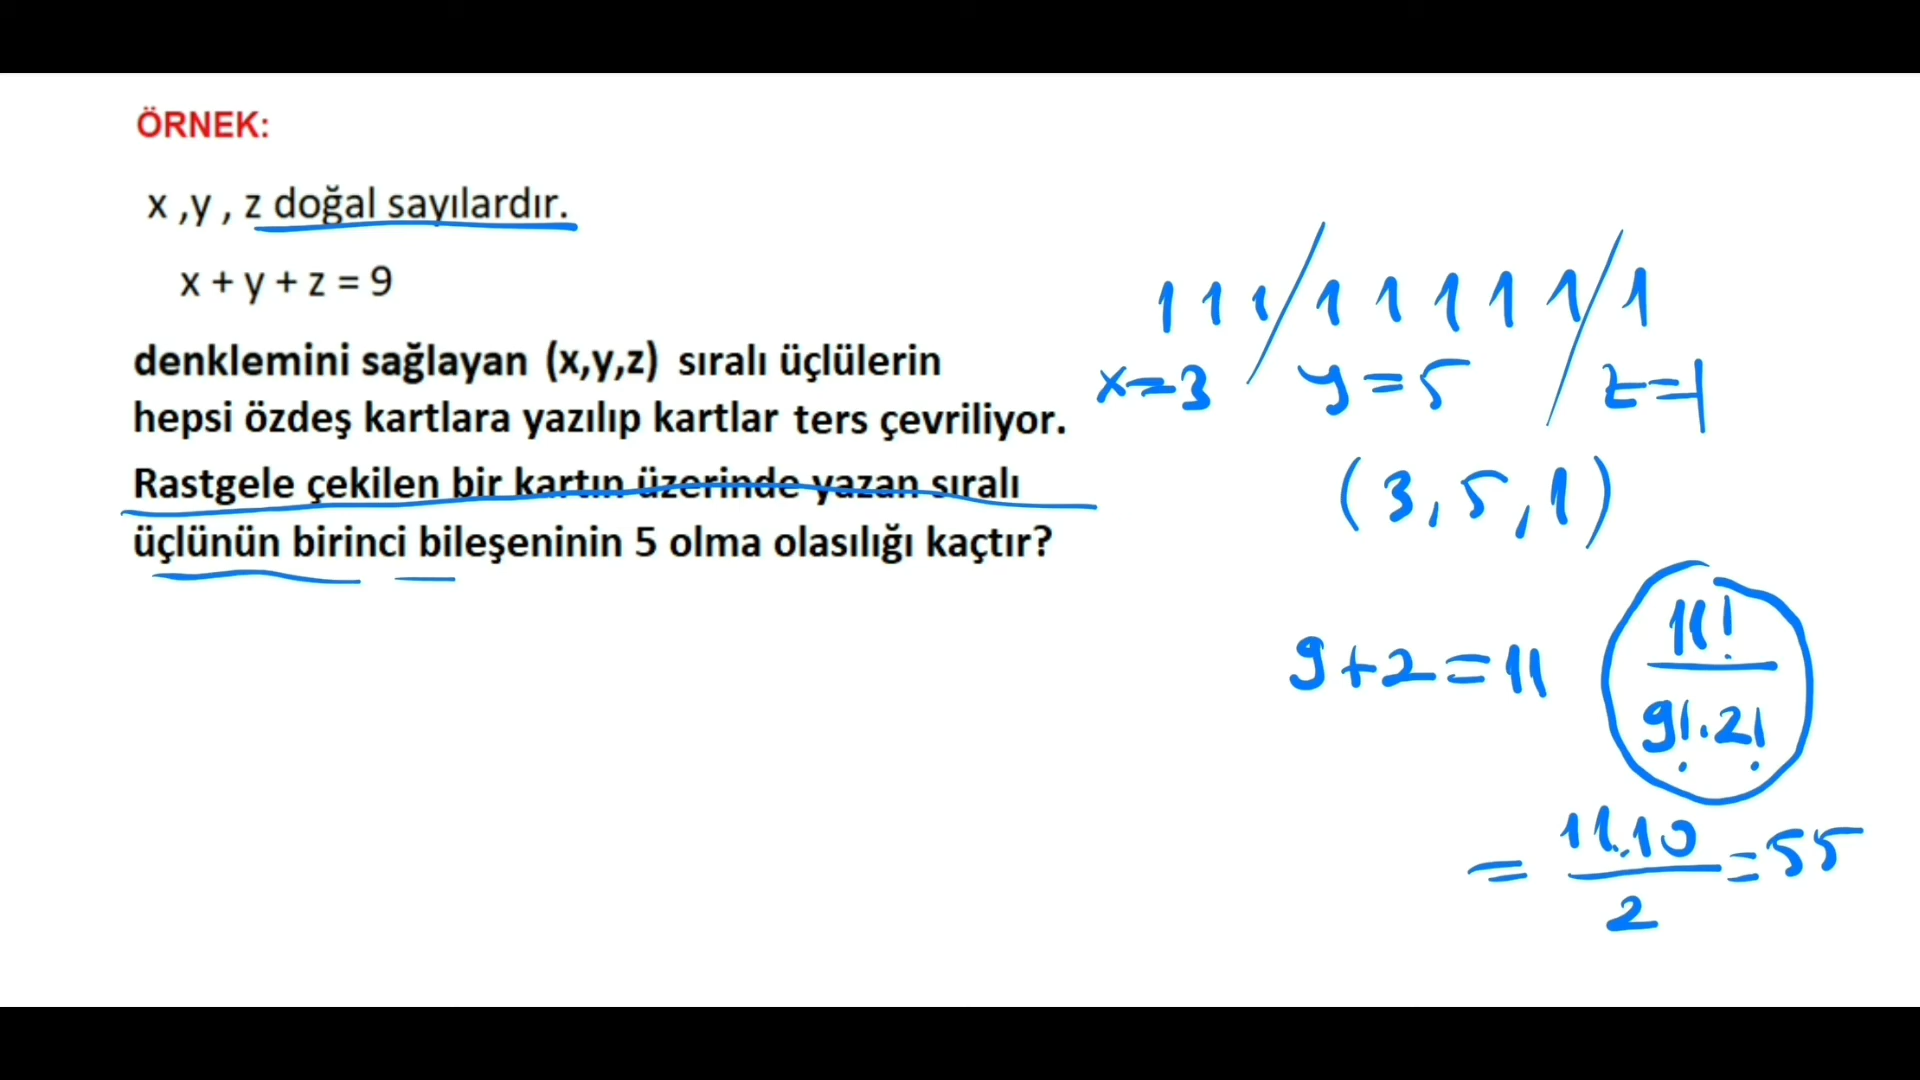 ÖRNEK:
x ,y , z doğal sayılardır.
x + y + z = 9
denklemini sağlayan (x,y,z) sıralı üçlülerin
hepsi özdeş kartlara yazılıp kartlar ters çevriliyor.
Rastgele çekilen bir kartın üzerinde yazan sıralı
üçlünün birinci bileşeninin 5 olma olasılığı kaçtır?
1 1 1 / 1 1 1 1 1 / 1
x=3 y=5 z=1
(3,5,1)
9+2=11
11!
9!.2!
= 11.10 = 55
2